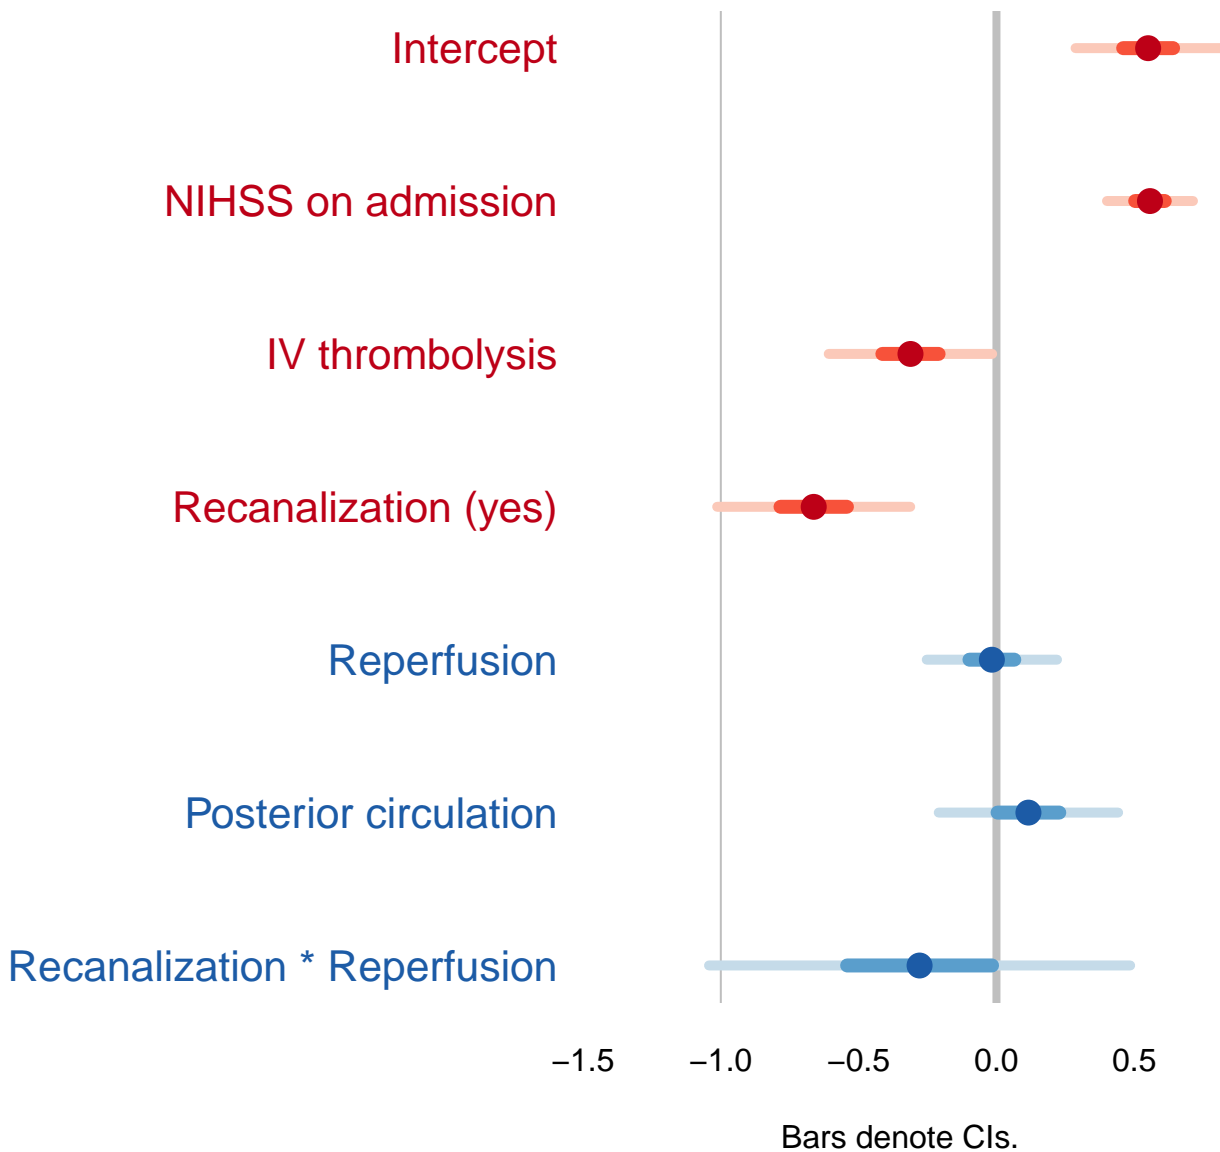 Intercept
NIHSS on admission
IV thrombolysis
Recanalization (yes)
Reperfusion
Posterior circulation
Recanalization * Reperfusion
−1.5 −1.0 −0.5 0.0 0.5
Bars denote CIs.